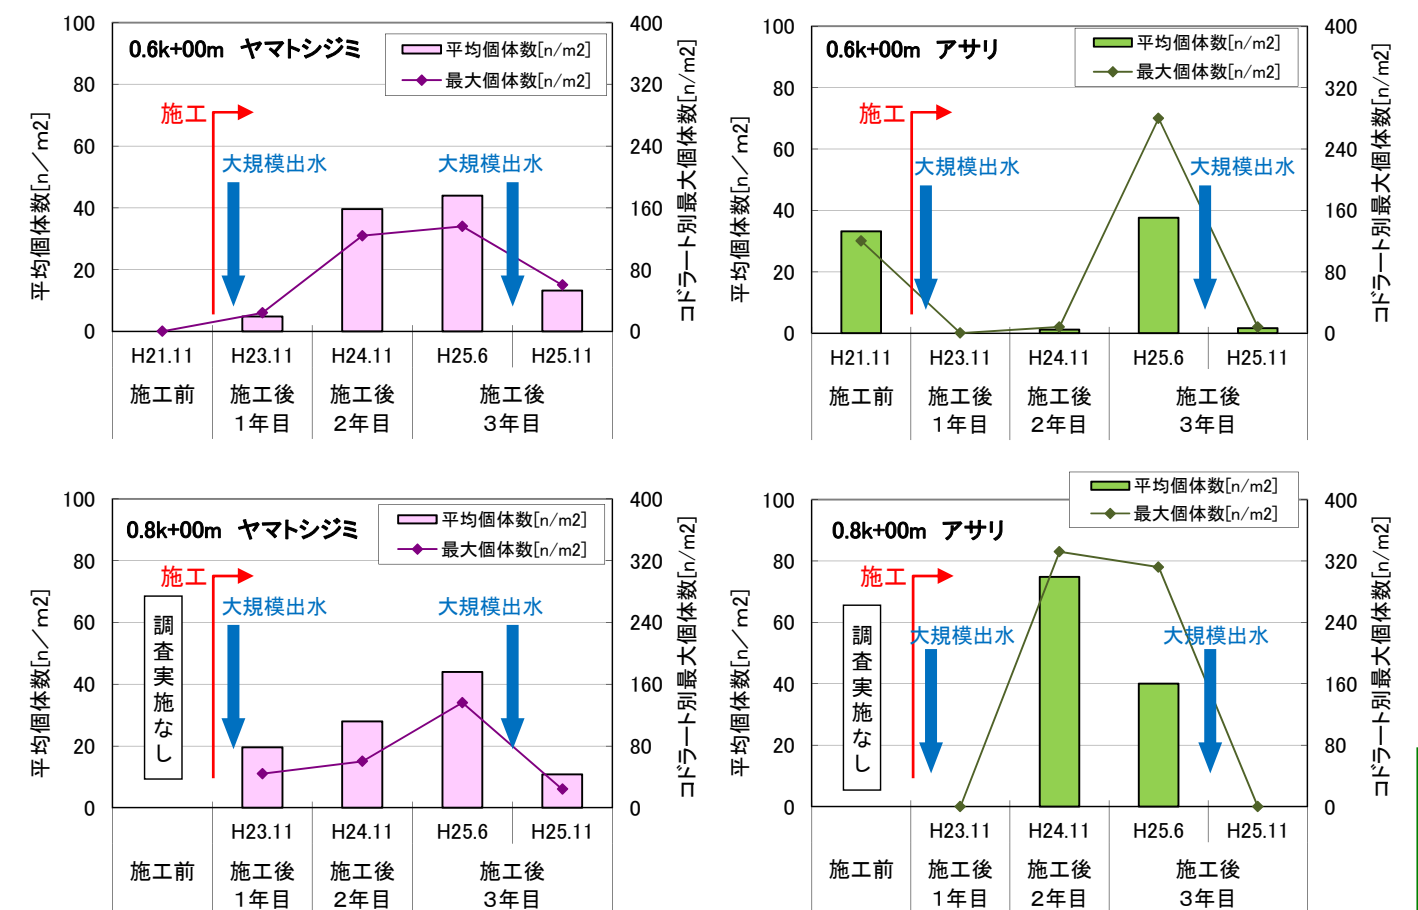 0.6k+00m ヤマトシジミ
平均個体数[n/m2]
最大個体数[n/m2]
施工
大規模出水
大規模出水
平均個体数[n/m2]
コドラート別最大個体数[n/m2]
100
80
60
40
20
0
400
320
240
160
80
0
H21.11 H23.11 H24.11 H25.6 H25.11
施工前 施工後 施工後 施工後
1年目 2年目 3年目
0.6k+00m アサリ
平均個体数[n/m2]
最大個体数[n/m2]
施工
大規模出水
大規模出水
平均個体数[n/m2]
コドラート別最大個体数[n/m2]
100
80
60
40
20
0
400
320
240
160
80
0
H21.11 H23.11 H24.11 H25.6 H25.11
施工前 施工後 施工後 施工後
1年目 2年目 3年目
0.8k+00m ヤマトシジミ
平均個体数[n/m2]
最大個体数[n/m2]
施工
大規模出水
大規模出水
調査実施なし
平均個体数[n/m2]
コドラート別最大個体数[n/m2]
100
80
60
40
20
0
400
320
240
160
80
0
H23.11 H24.11 H25.6 H25.11
施工前 施工後 施工後 施工後
1年目 2年目 3年目
0.8k+00m アサリ
平均個体数[n/m2]
最大個体数[n/m2]
施工
大規模出水
大規模出水
調査実施なし
平均個体数[n/m2]
コドラート別最大個体数[n/m2]
100
80
60
40
20
0
400
320
240
160
80
0
H23.11 H24.11 H25.6 H25.11
施工前 施工後 施工後 施工後
1年目 2年目 3年目